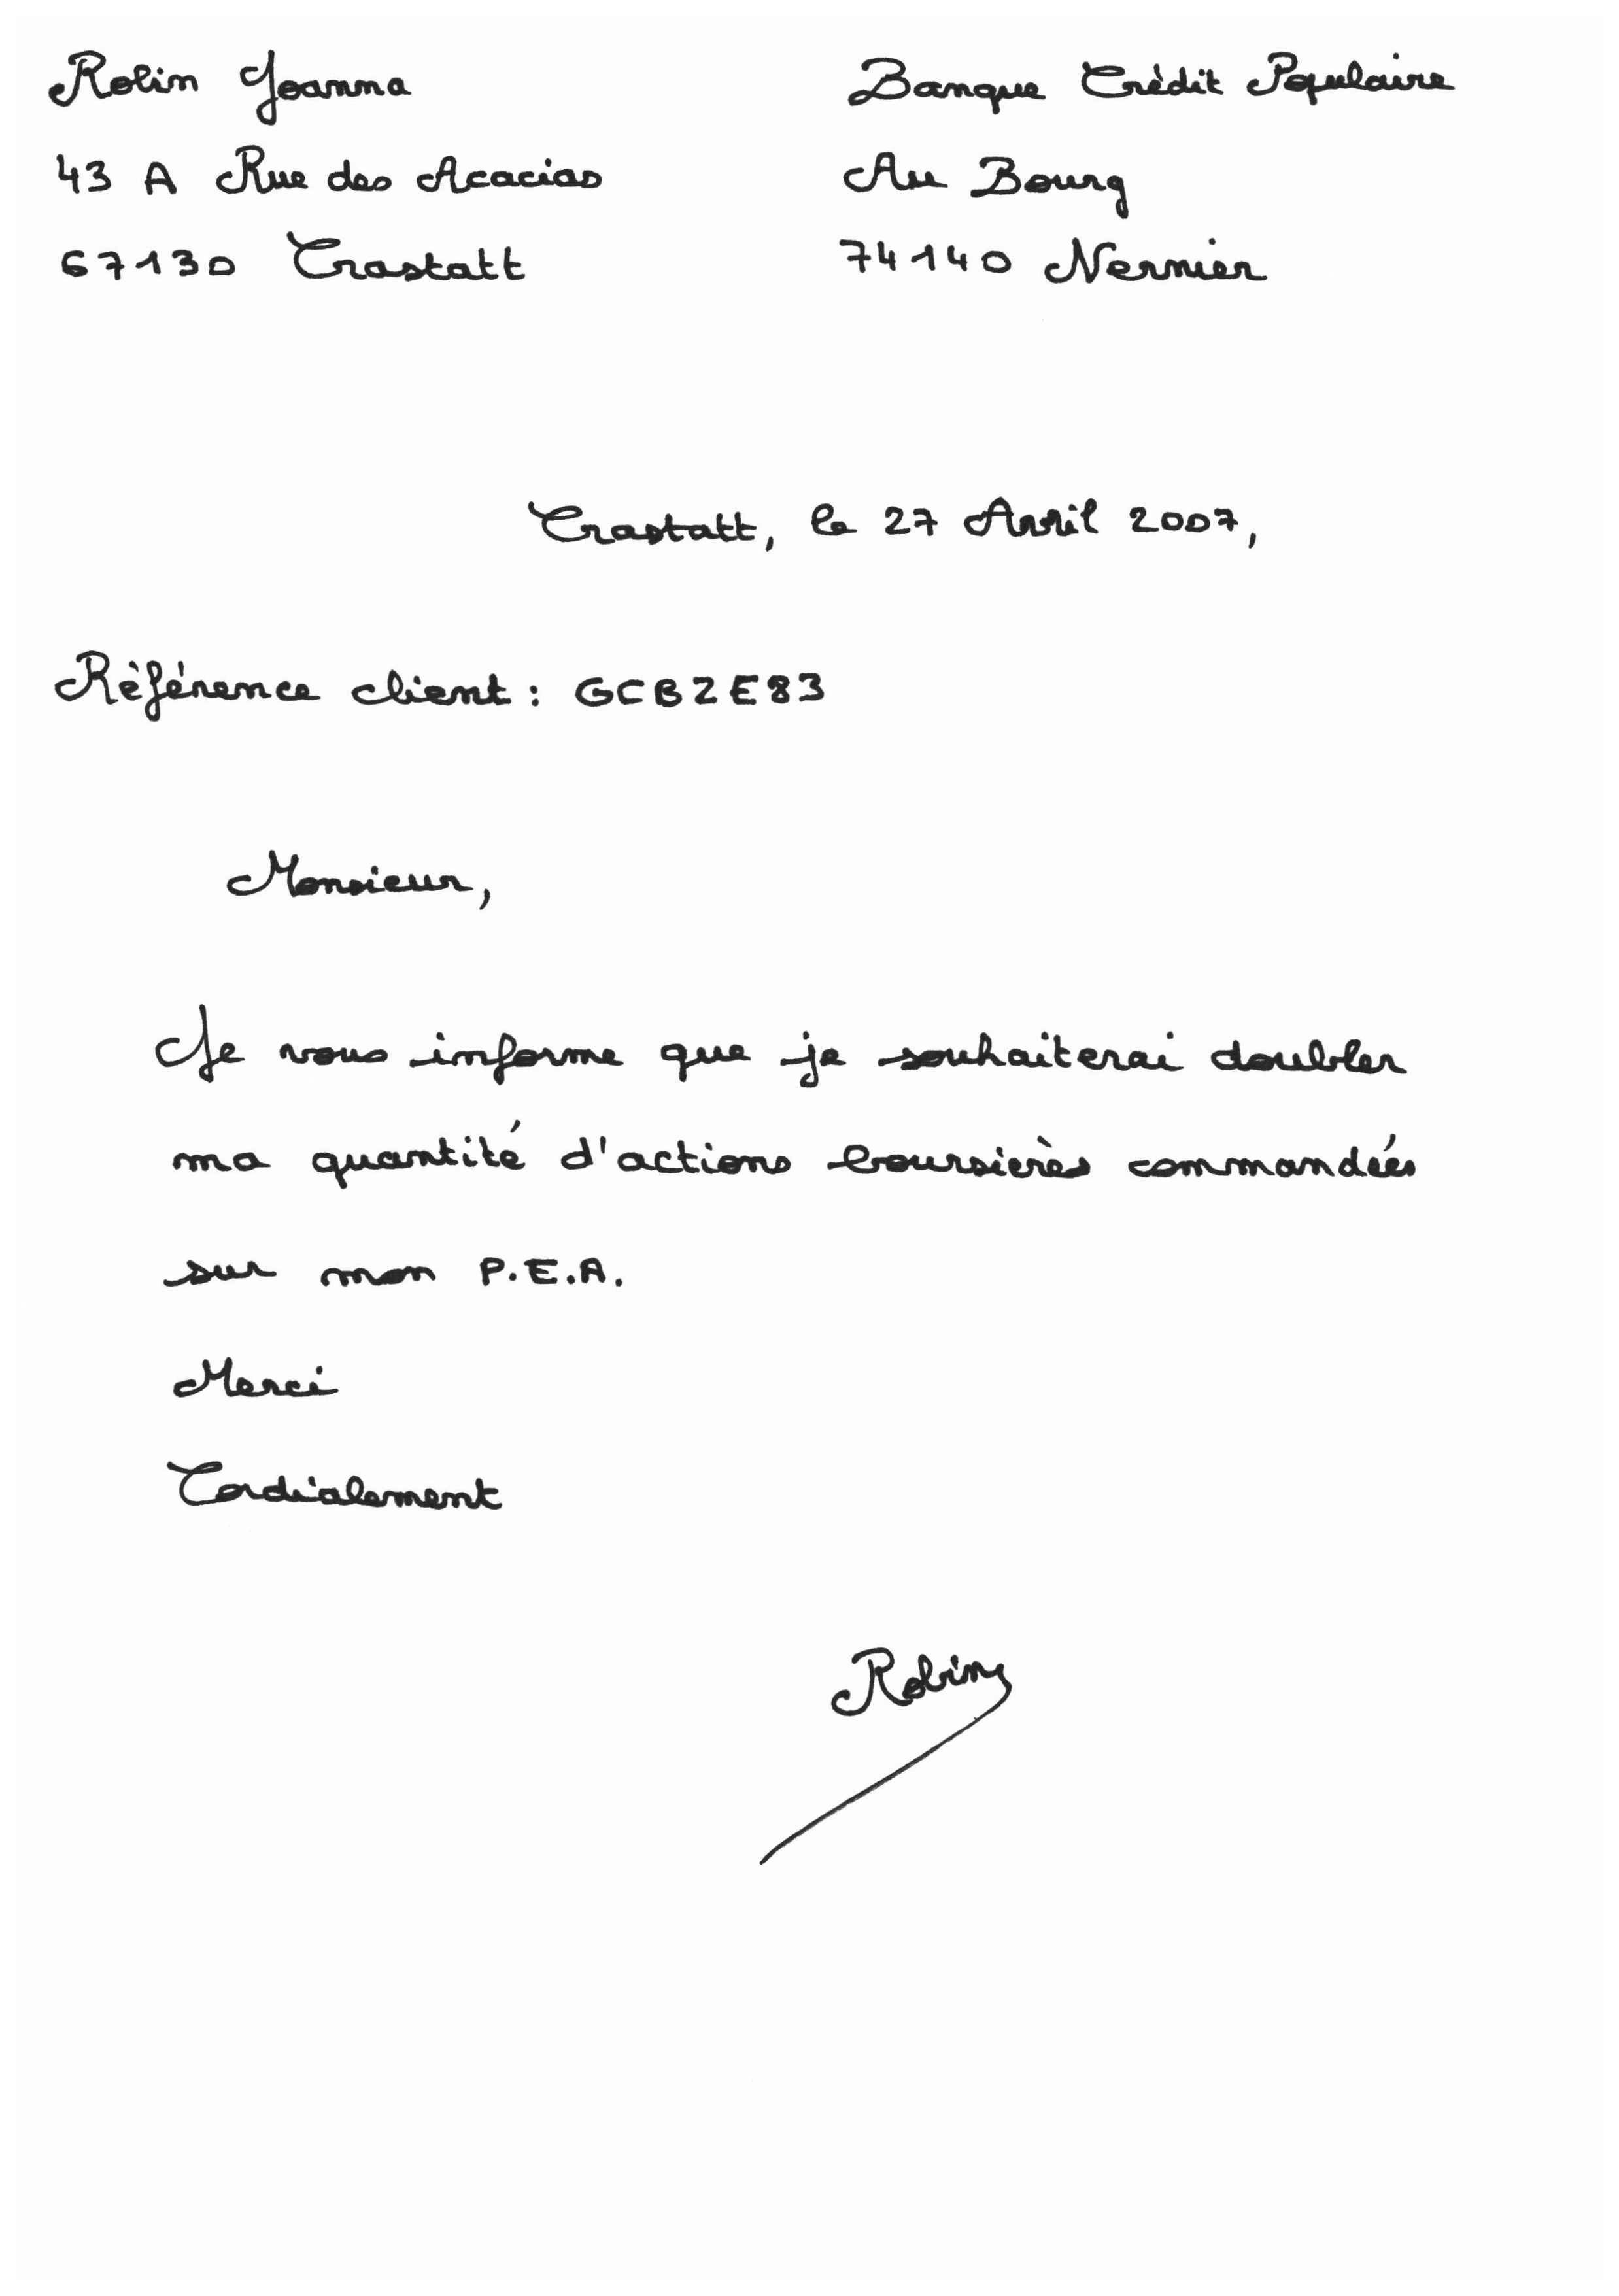 Robin Joanna
43 A Rue des Acacias
67130 Crastatt
Banque Crédit Populaire
Au Bourg
74140 Nernier
Crastatt, le 27 Avril 2007,
Référence client : GCBZE83
Monsieur,
Je vous informe que je souhaiterai doubler
ma quantité d'actions boursières commandées
sur mon P.E.A.
Merci
Cordialement
Robin